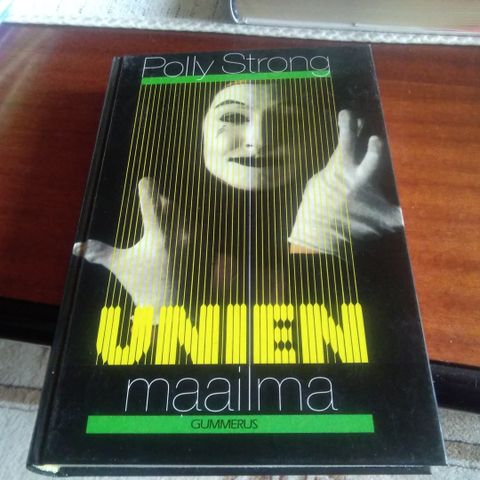 Polly Strong
UNIEN
maailma
GUMMERUS